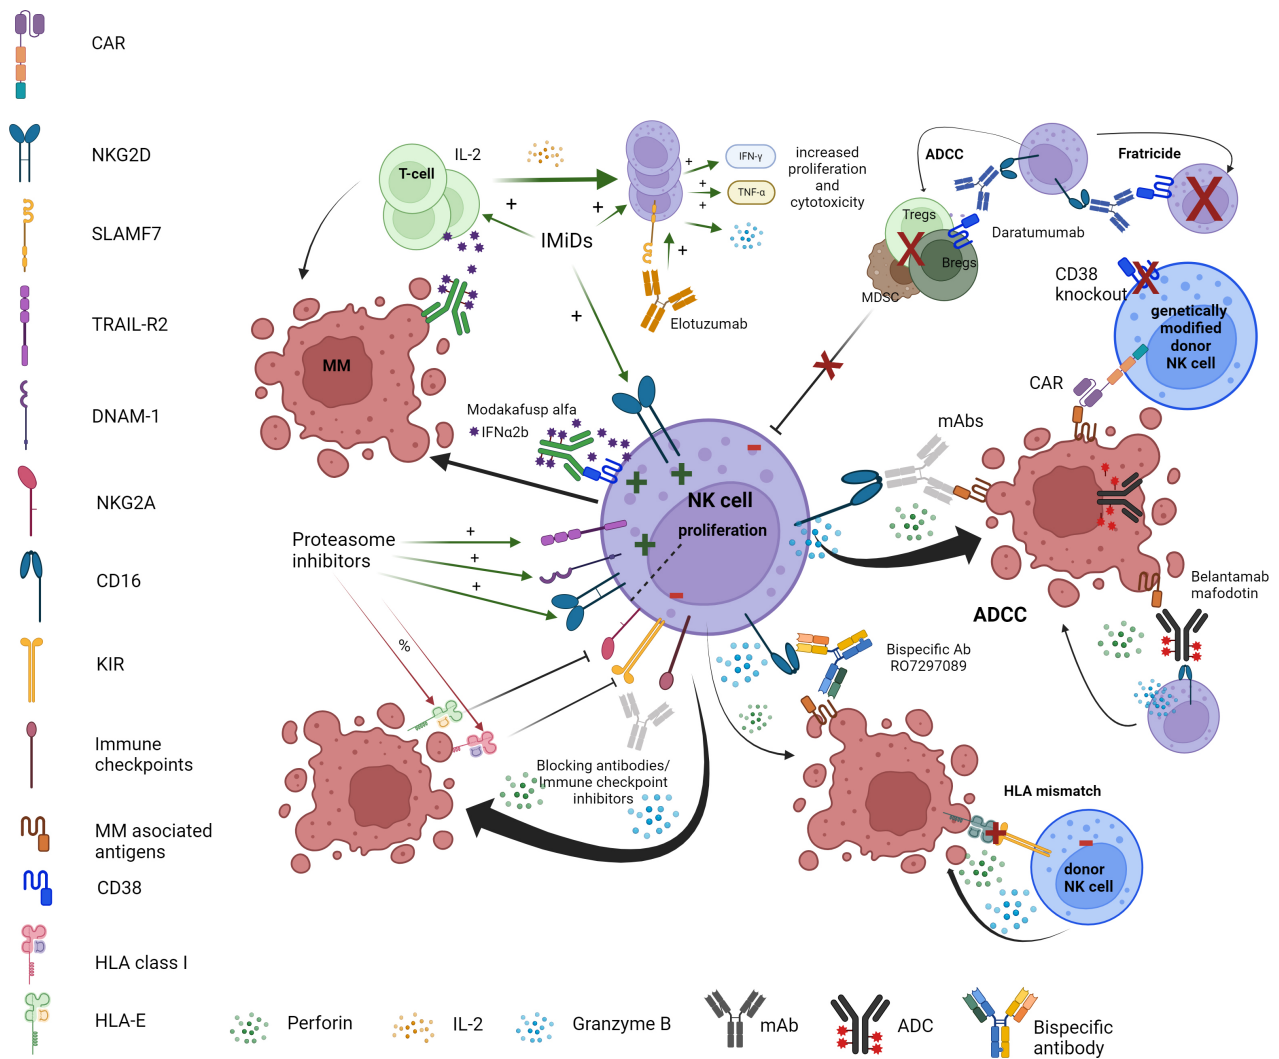 CAR
NKG2D
SLAMF7
TRAIL-R2
DNAM-1
NKG2A
CD16
KIR
Immune
checkpoints
MM asociated
antigens
CD38
HLA class I
HLA-E
T-cell
IL-2
+
+
IMiDs
+
MM
+
+
+
IFN-γ
TNF-α
increased
proliferation
and
cytotoxicity
+
Elotuzumab
ADCC
Fratricide
Tregs
Bregs
MDSC
Daratumumab
CD38
knockout
genetically
modified
donor
NK cell
CAR
Modakafusp alfa
IFNα2b
NK cell
proliferation
mAbs
Proteasome
inhibitors
+
+
+
%
Belantamab
mafodotin
ADCC
Bispecific Ab
RO7297089
Blocking antibodies/
Immune checkpoint
inhibitors
HLA mismatch
donor
NK cell
Perforin
IL-2
Granzyme B
mAb
ADC
Bispecific
antibody